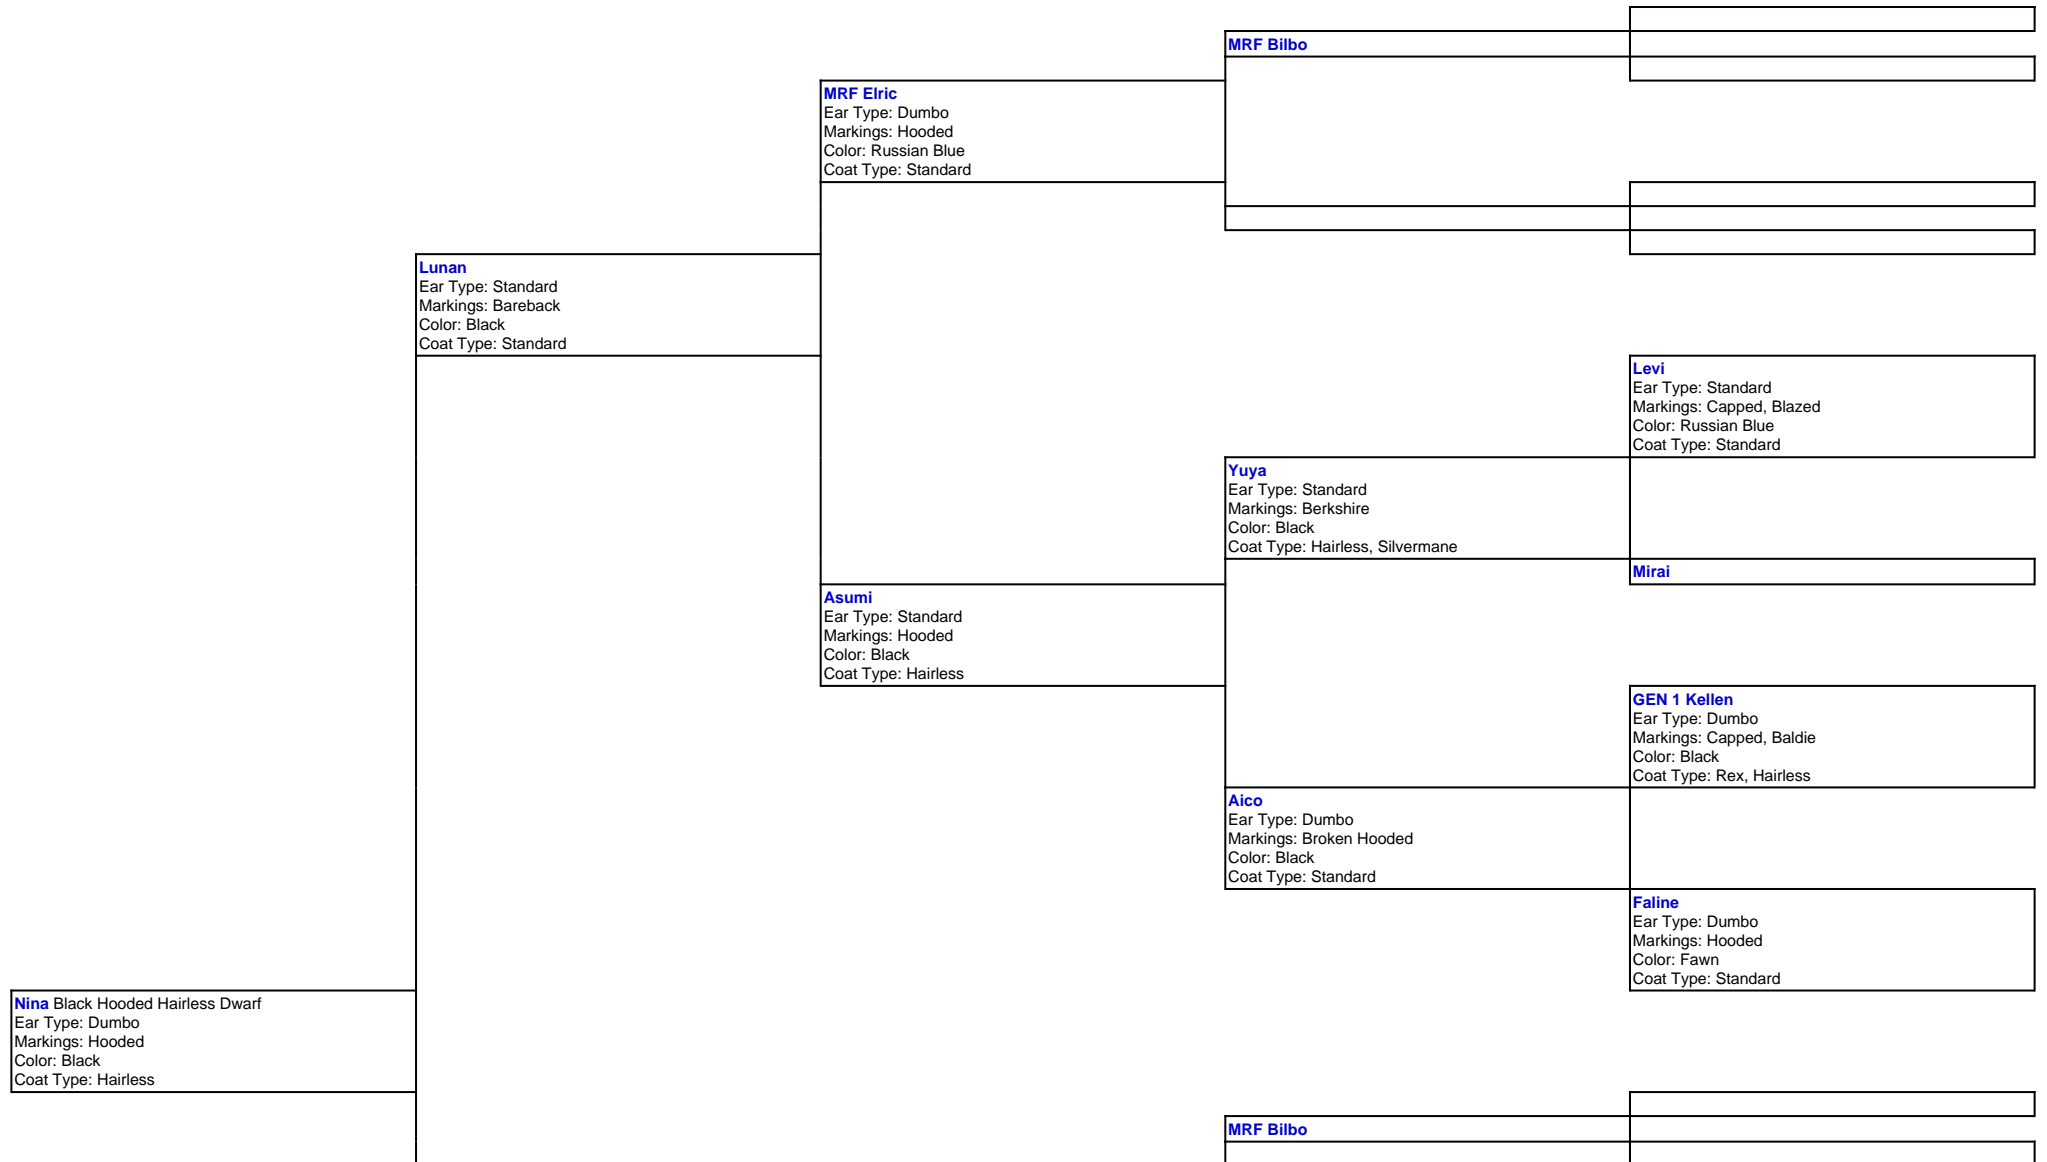 MRF Bilbo
MRF Elric
Ear Type: Dumbo
Markings: Hooded
Color: Russian Blue
Coat Type: Standard
Lunan
Ear Type: Standard
Markings: Bareback
Color: Black
Coat Type: Standard
Levi
Ear Type: Standard
Markings: Capped, Blazed
Color: Russian Blue
Coat Type: Standard
Yuya
Ear Type: Standard
Markings: Berkshire
Color: Black
Coat Type: Hairless, Silvermane
Mirai
Asumi
Ear Type: Standard
Markings: Hooded
Color: Black
Coat Type: Hairless
GEN 1 Kellen
Ear Type: Dumbo
Markings: Capped, Baldie
Color: Black
Coat Type: Rex, Hairless
Aico
Ear Type: Dumbo
Markings: Broken Hooded
Color: Black
Coat Type: Standard
Faline
Ear Type: Dumbo
Markings: Hooded
Color: Fawn
Coat Type: Standard
Nina Black Hooded Hairless Dwarf
Ear Type: Dumbo
Markings: Hooded
Color: Black
Coat Type: Hairless
MRF Bilbo